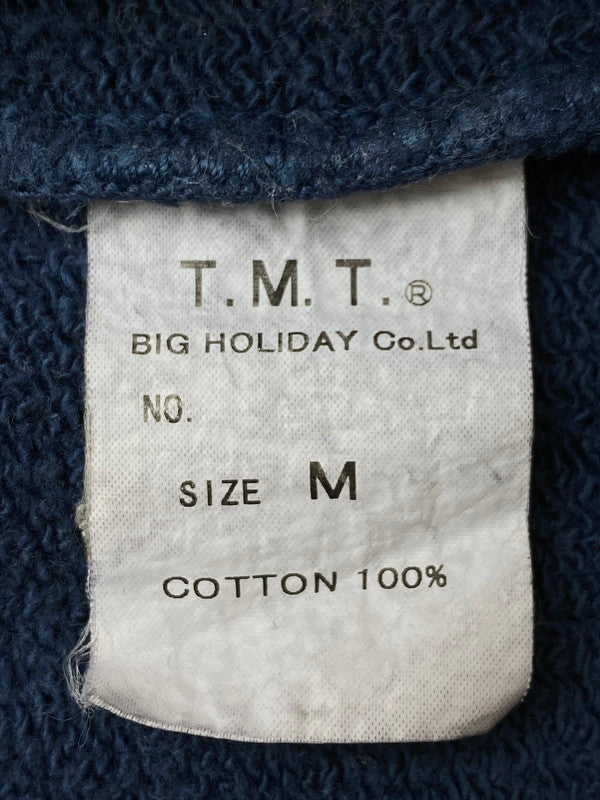 T.M.T.®
BIG HOLIDAY Co.Ltd
NO.
SIZE M
COTTON 100%